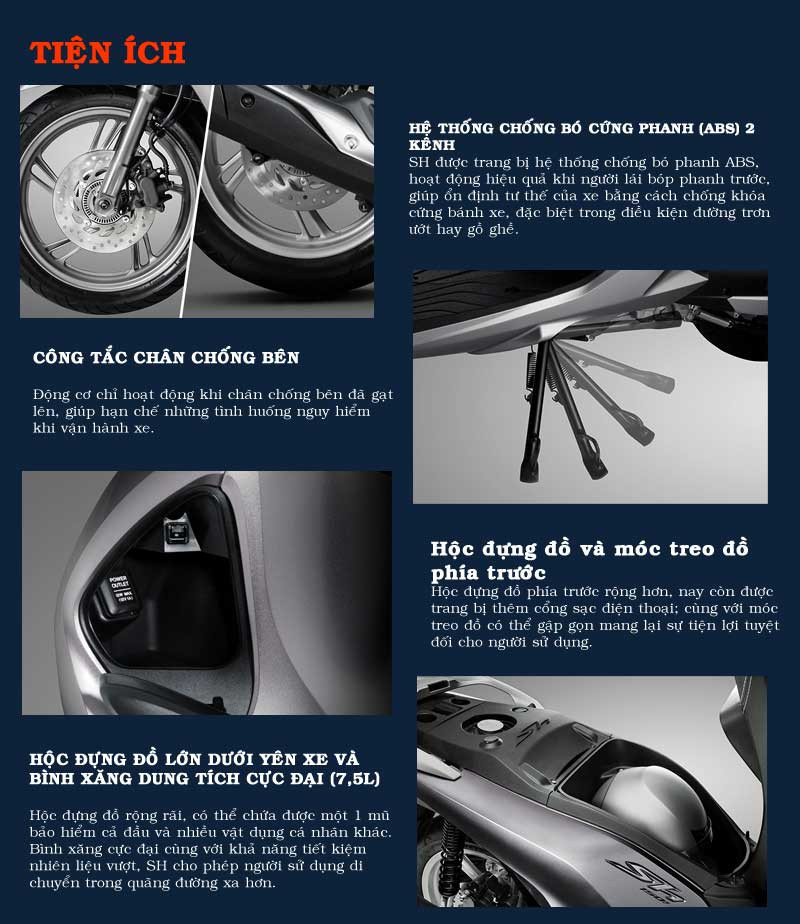 TIỆN ÍCH
HỆ THỐNG CHỐNG BÓ CỨNG PHANH (ABS) 2
KÊNH
SH được trang bị hệ thống chống bó phanh ABS,
hoạt động hiệu quả khi người lái bóp phanh trước,
giúp ổn định tư thế của xe bằng cách chống khóa
cứng bánh xe, đặc biệt trong điều kiện đường trơn
ướt hay gồ ghề.
CÔNG TẮC CHÂN CHỐNG BÊN
Động cơ chỉ hoạt động khi chân chống bên đã gạt
lên, giúp hạn chế những tình huống nguy hiểm
khi vận hành xe.
POWER
OUTLET
Hộc đựng đồ và móc treo đồ
phía trước
Hộc đựng đồ phía trước rộng hơn, nay còn được
trang bị thêm cổng sạc điện thoại; cùng với móc
treo đồ có thể gập gọn mang lại sự tiện lợi tuyệt
đối cho người sử dụng.
HỘC ĐỰNG ĐỒ LỚN DƯỚI YÊN XE VÀ
BÌNH XĂNG DUNG TÍCH CỰC ĐẠI (7,5L)
Hộc đựng đồ rộng rãi, có thể chứa được một 1 mũ
bảo hiểm cả đầu và nhiều vật dụng cá nhân khác.
Bình xăng cực đại cùng với khả năng tiết kiệm
nhiên liệu vượt, SH cho phép người sử dụng di
chuyển trong quãng đường xa hơn.
SH
SH